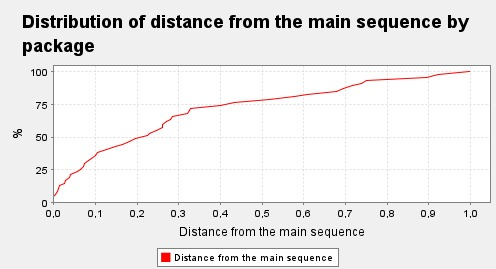 Distribution of distance from the main sequence by
package
100
75
50
25
0
%
0,0 0,1 0,2 0,3 0,4 0,5 0,6 0,7 0,8 0,9 1,0
Distance from the main sequence
Distance from the main sequence